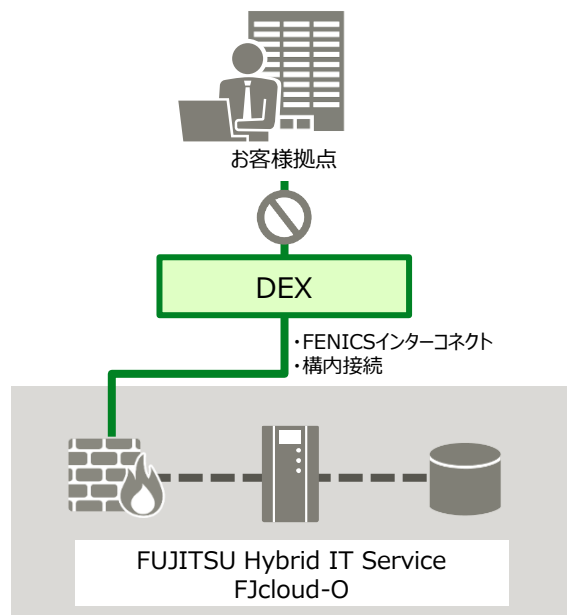 お客様拠点
DEX
・FENICSインターコネクト
・構内接続
FUJITSU Hybrid IT Service
FJcloud-O